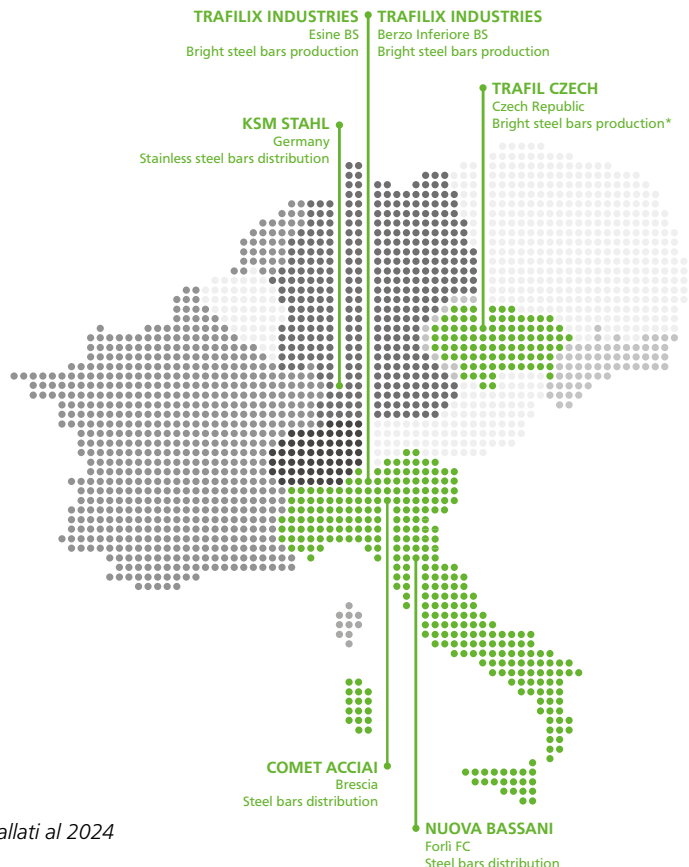 TRAFILIX INDUSTRIES
Esine BS
Bright steel bars production
TRAFILIX INDUSTRIES
Berzo Inferiore BS
Bright steel bars production
TRAFIL CZECH
Czech Republic
Bright steel bars production*
KSM STAHL
Germany
Stainless steel bars distribution
COMET ACCIAI
Brescia
Steel bars distribution
allati al 2024
NUOVA BASSANI
Forlì FC
Steel bars distribution